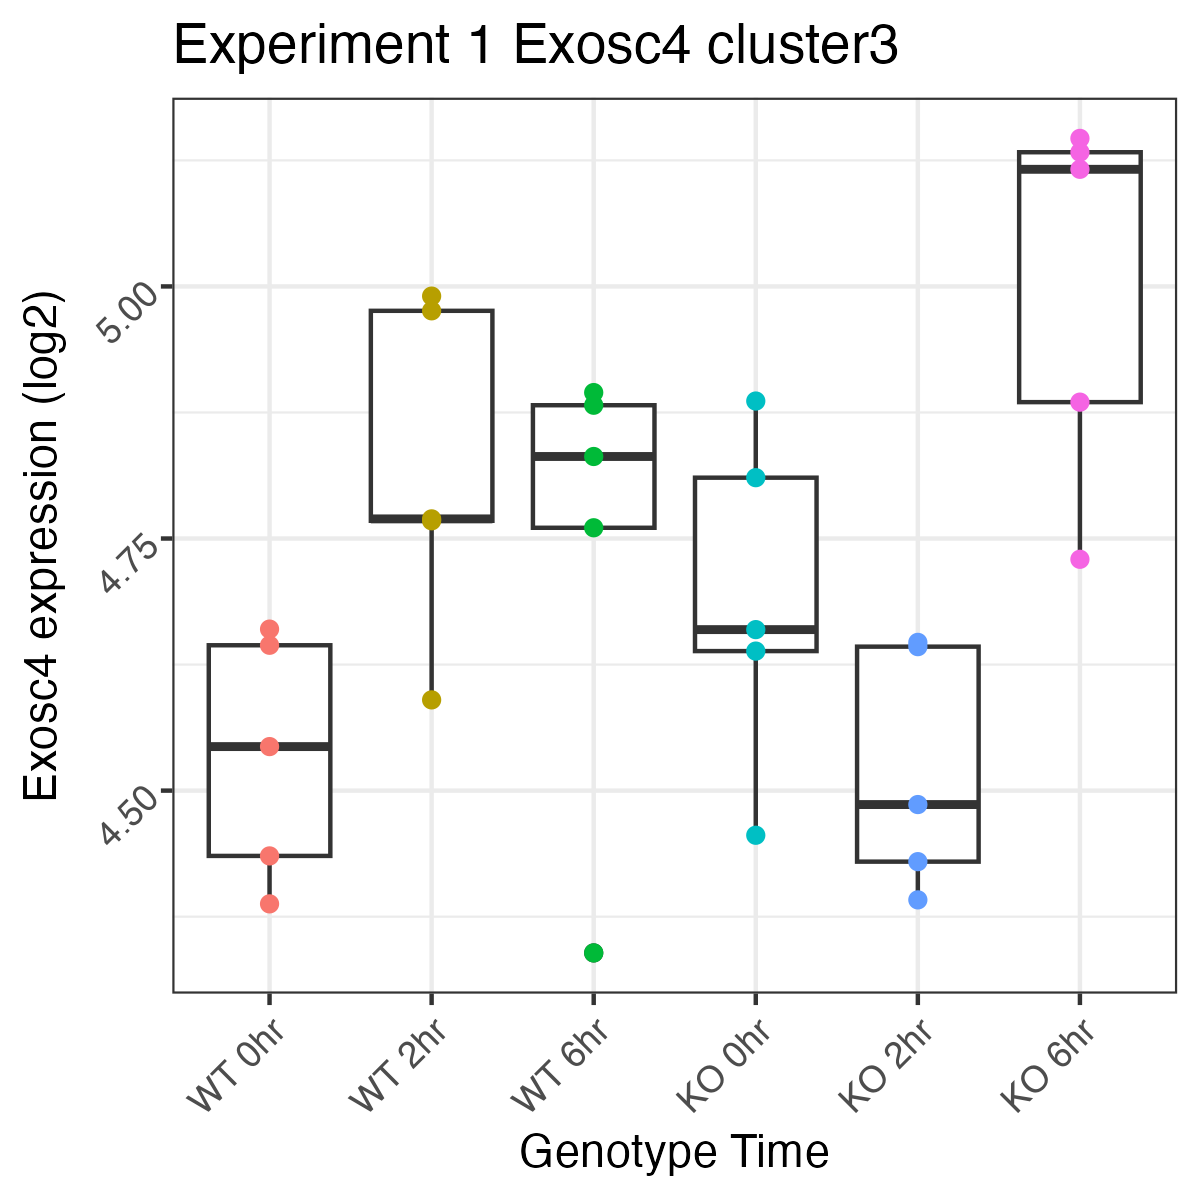 Experiment 1 Exosc4 cluster3
Exosc4 expression (log2)
5.00
4.75
4.50
WT 0hr
WT 2hr
WT 6hr
KO 0hr
KO 2hr
KO 6hr
Genotype Time